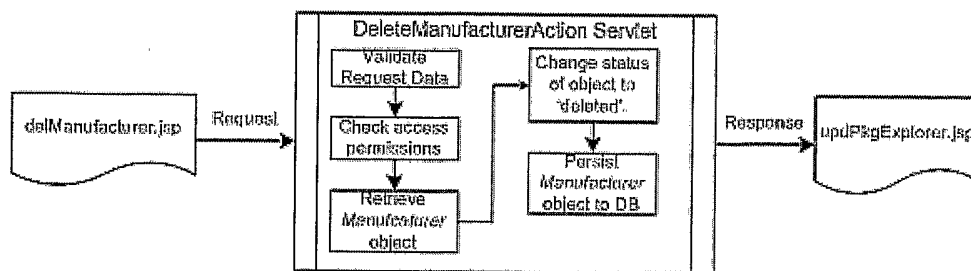 DeleteManufacturerAction Servlet
Validate
Request Data
Check access
permissions
Retrieve
Manufacturer
object
Change status
of object to
'deleted'.
Persist
Manufacturer
object to DB
delManufacturer.jsp
Request
Response
updPkgExplorer.jsp